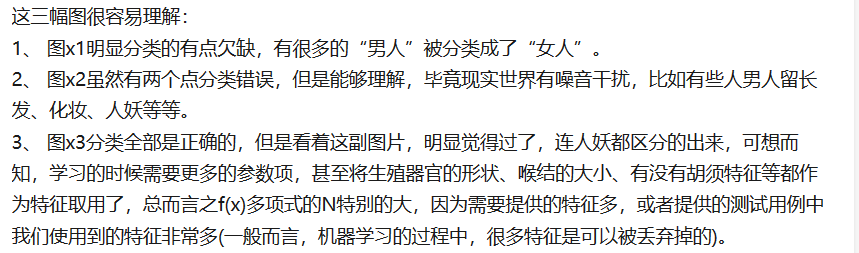 这三幅图很容易理解：
1、 图x1明显分类的有点欠缺，有很多的“男人”被分类成了“女人”。
2、 图x2虽然有两个点分类错误，但是能够理解，毕竟现实世界有噪音干扰，比如有些人男人留长
发、化妆、人妖等等。
3、 图x3分类全部是正确的，但是看着这副图片，明显觉得过了，连人妖都区分的出来，可想而
知，学习的时候需要更多的参数项，甚至将生殖器官的形状、喉结的大小、有没有胡须特征等都作
为特征取用了，总而言之f(x)多项式的N特别的大，因为需要提供的特征多，或者提供的测试用例中
我们使用到的特征非常多(一般而言，机器学习的过程中，很多特征是可以被丢弃掉的)。